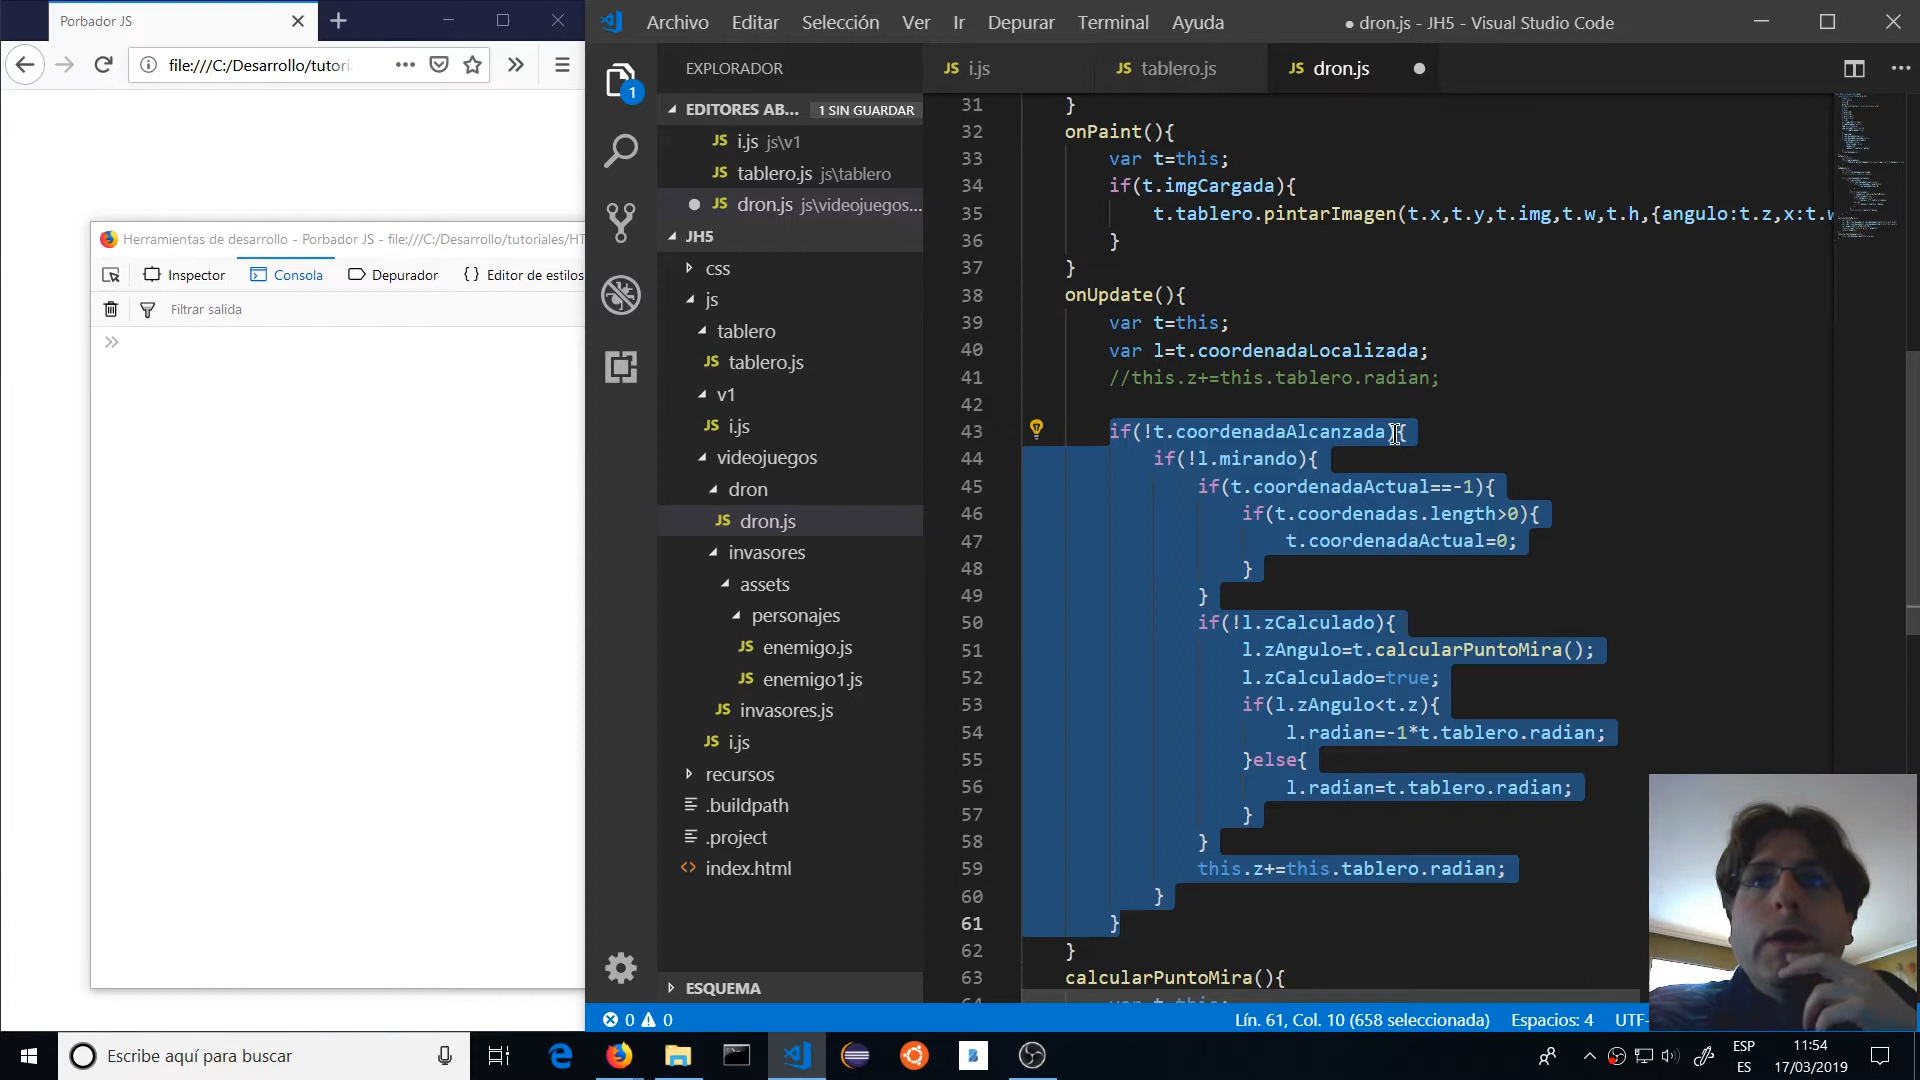 Porbador JS
file:///C:/Desarrollo/tutori
Herramientas de desarrollo - Porbador JS - file:///C:/Desarrollo/tutoriales/HT
Inspector
Consola
Depurador
{ } Editor de estilos
Filtrar salida
Archivo Editar Selección Ver Ir Depurar Terminal Ayuda
● dron.js - JH5 - Visual Studio Code
EXPLORADOR
EDITORES AB... 1 SIN GUARDAR
JS i.js js\v1
JS tablero.js js\tablero
JS dron.js js\videojuegos...
JH5
css
js
tablero
JS tablero.js
v1
JS i.js
videojuegos
dron
JS dron.js
invasores
assets
personajes
JS enemigo.js
JS enemigo1.js
JS invasores.js
JS i.js
recursos
.buildpath
.project
<> index.html
ESQUEMA
1
JS i.js
JS tablero.js
JS dron.js
31 }
32 onPaint(){
33 var t=this;
34 if(t.imgCargada){
35 t.tablero.pintarImagen(t.x,t.y,t.img,t.w,t.h,{angulo:t.z,x:t.w
36 }
37 }
38 onUpdate(){
39 var t=this;
40 var l=t.coordenadaLocalizada;
41 //this.z+=this.tablero.radian;
42
43 if(!t.coordenadaAlcanzada){
44 if(!l.mirando){
45 if(t.coordenadaActual==-1){
46 if(t.coordenadas.length>0){
47 t.coordenadaActual=0;
48 }
49 }
50 if(!l.zCalculado){
51 l.zAngulo=t.calcularPuntoMira();
52 l.zCalculado=true;
53 if(l.zAngulo<t.z){
54 l.radian=-1*t.tablero.radian;
55 }else{
56 l.radian=t.tablero.radian;
57 }
58 }
59 this.z+=this.tablero.radian;
60 }
61 }
62 }
63 calcularPuntoMira(){
64 var t=this;
0 0
Lín. 61, Col. 10 (658 seleccionada)
Espacios: 4
UTF-
Escribe aquí para buscar
ESP
ES
11:54
17/03/2019